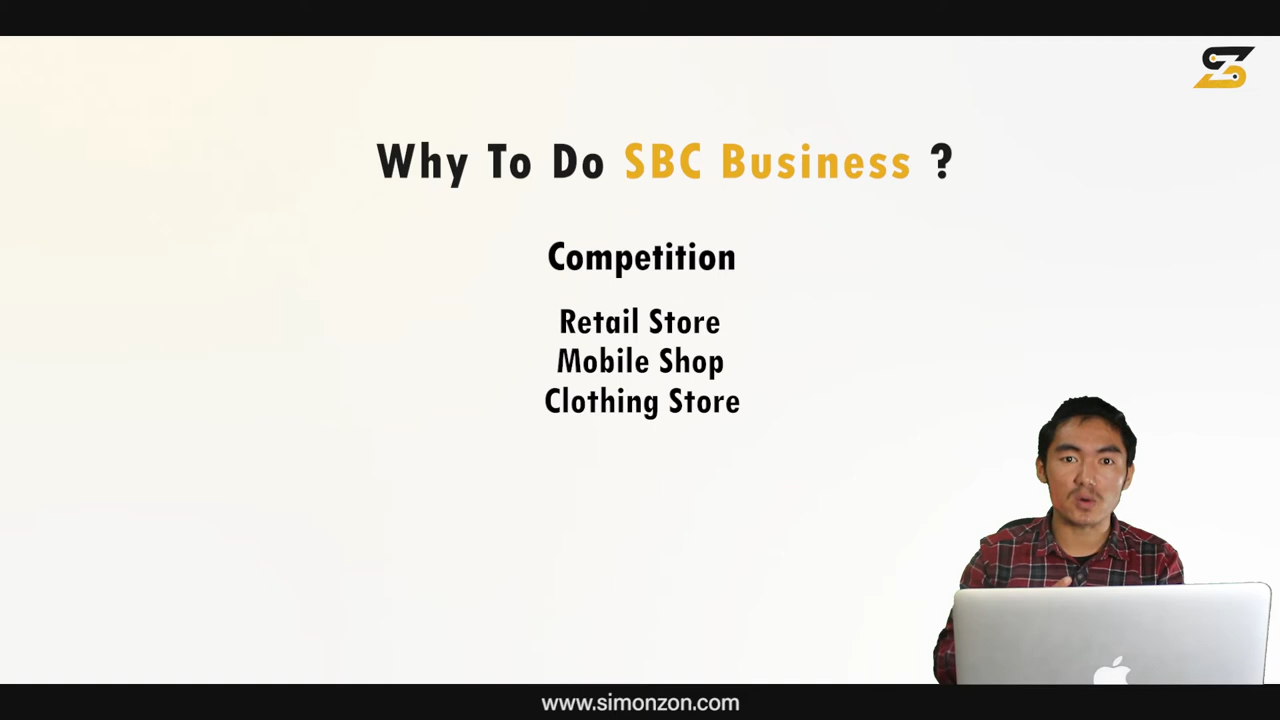 Why To Do SBC Business ?
Competition
Retail Store
Mobile Shop
Clothing Store
www.simonzon.com